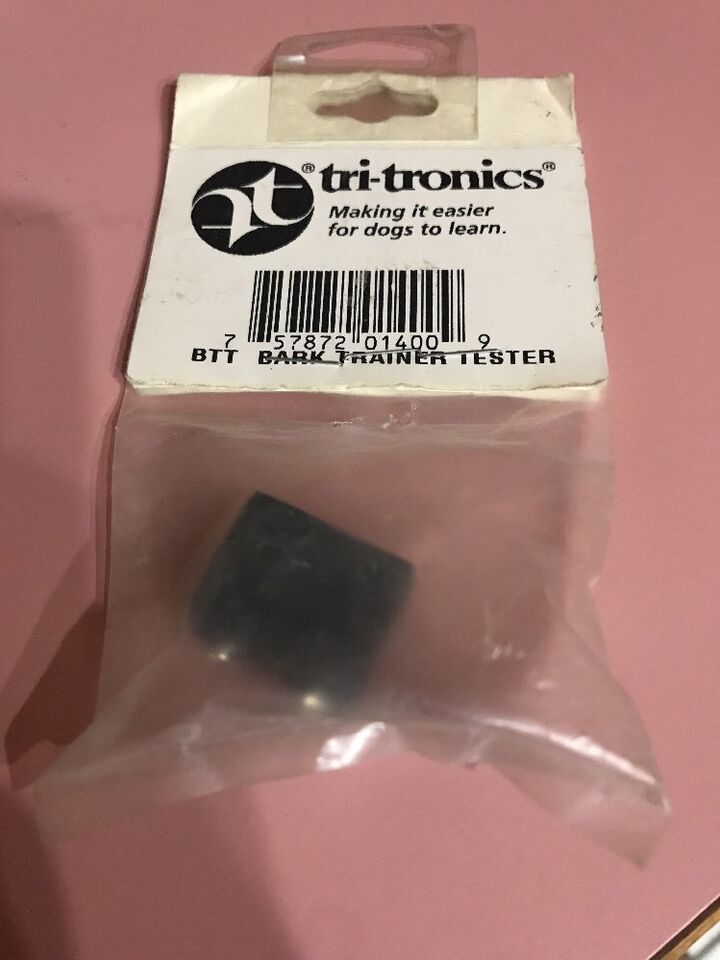 ® tri-tronics®
Making it easier
for dogs to learn.
7 57872 01400 9
BTT BARK TRAINER TESTER